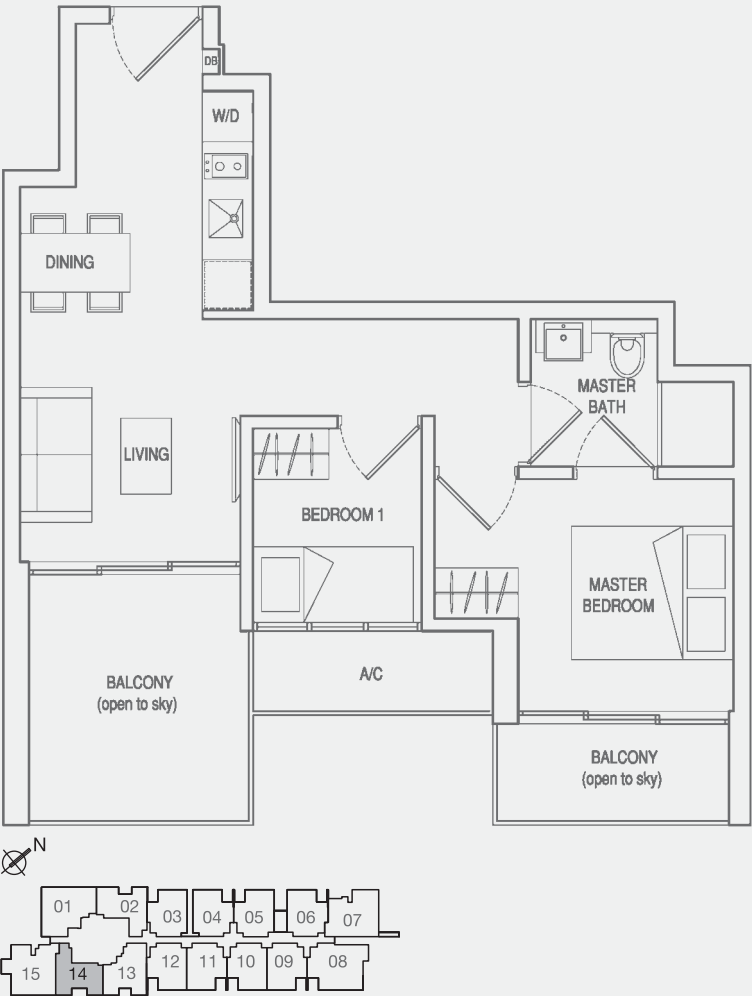 DB
W/D
DINING
MASTER
BATH
LIVING
BEDROOM 1
MASTER
BEDROOM
A/C
BALCONY
(open to sky)
BALCONY
(open to sky)
N
01
02
03
04
05
06
07
15
14
13
12
11
10
09
08